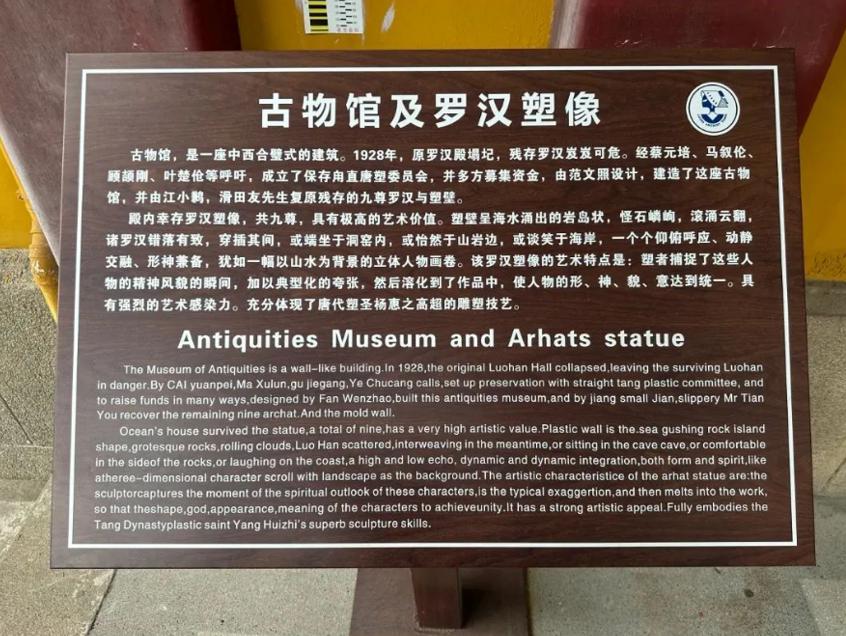 古物馆及罗汉塑像
古物馆，是一座中西合璧式的建筑。1928年，原罗汉殿塌圮，残存罗汉岌岌可危。经蔡元培、马叙伦、
顾颉刚、叶楚伧等呼吁，成立了保存甪直唐塑委员会，并多方募集资金，由范文照设计，建造了这座古物
馆，并由江小鹣，滑田友先生复原残存的九尊罗汉与塑壁。
殿内幸存罗汉塑像，共九尊，具有极高的艺术价值。塑壁呈海水涌出的岩岛状，怪石嶙峋，滚涌云翻，
诸罗汉错落有致，穿插其间，或端坐于洞窟内，或怡然于山岩边，或谈笑于海岸，一个个仰俯呼应、动静
交融、形神兼备，犹如一幅以山水为背景的立体人物画卷。该罗汉塑像的艺术特点是：塑者捕捉了这些人
物的精神风貌的瞬间，加以典型化的夸张，然后溶化到了作品中，使人物的形、神、貌、意达到统一。具
有强烈的艺术感染力。充分体现了唐代塑圣杨惠之高超的雕塑技艺。
Antiquities Museum and Arhats statue
The Museum of Antiquities is a wall-like building.In 1928,the original Luohan Hall collapsed,leaving the surviving Luohan
in danger.By CAI yuanpei,Ma Xulun,gu jiegang,Ye Chucang calls,set up preservation with straight tang plastic committee, and
to raise funds in many ways,designed by Fan Wenzhao,built this antiquities museum,and by jiang small Jian,slippery Mr Tian
You recover the remaining nine archat.And the mold wall.
Ocean's house survived the statue,a total of nine,has a very high artistic value.Plastic wall is the.sea gushing rock island
shape,grotesque rocks,rolling clouds,Luo Han scattered,interweaving in the meantime,or sitting in the cave cave,or comfortable
in the sideof the rocks,or laughing on the coast,a high and low echo, dynamic and dynamic integration,both form and spirit,like
atheree-dimensional character scroll with landscape as the background.The artistic characteristice of the arhat statue are:the
sculptorcaptures the moment of the spiritual outlook of these characters,is the typical exaggertion,and then melts into the work,
so that theshape,god,appearance,meaning of the characters to achieveunity.It has a strong artistic appeal.Fully embodies the
Tang Dynastyplastic saint Yang Huizhi's superb sculpture skills.